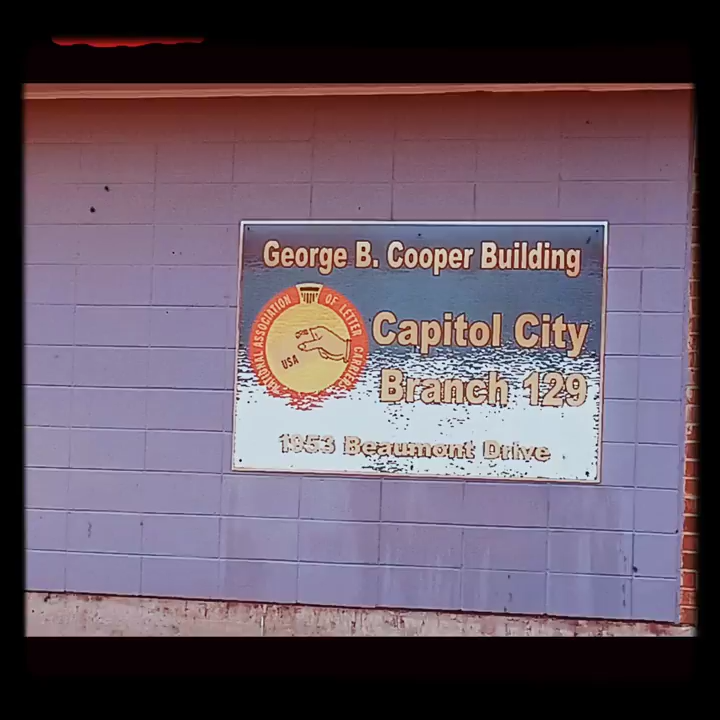 George B. Cooper Building
NATIONAL ASSOCIATION OF LETTER CARRIERS
USA
Capitol City
Branch 129
1953 Beaumont Drive